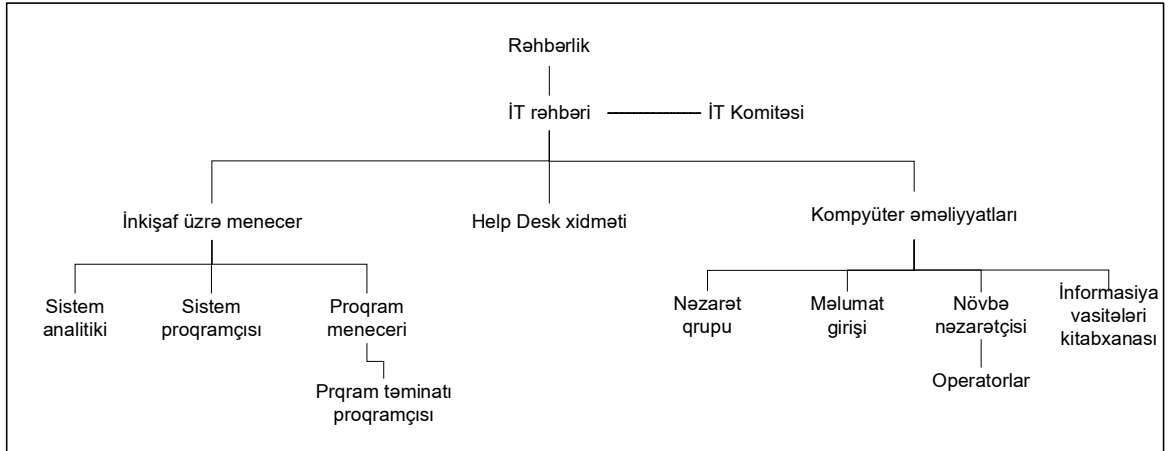 Rəhbərlik
İT rəhbəri
İT Komitəsi
İnkişaf üzrə menecer
Help Desk xidməti
Kompyüter əməliyyatları
Sistem
analitiki
Sistem
proqramçısı
Proqram
meneceri
Prqram təminatı
proqramçısı
Nəzarət
qrupu
Məlumat
girişi
Növbə
nəzarətçisi
Operatorlar
İnformasiya
vasitələri
kitabxanası